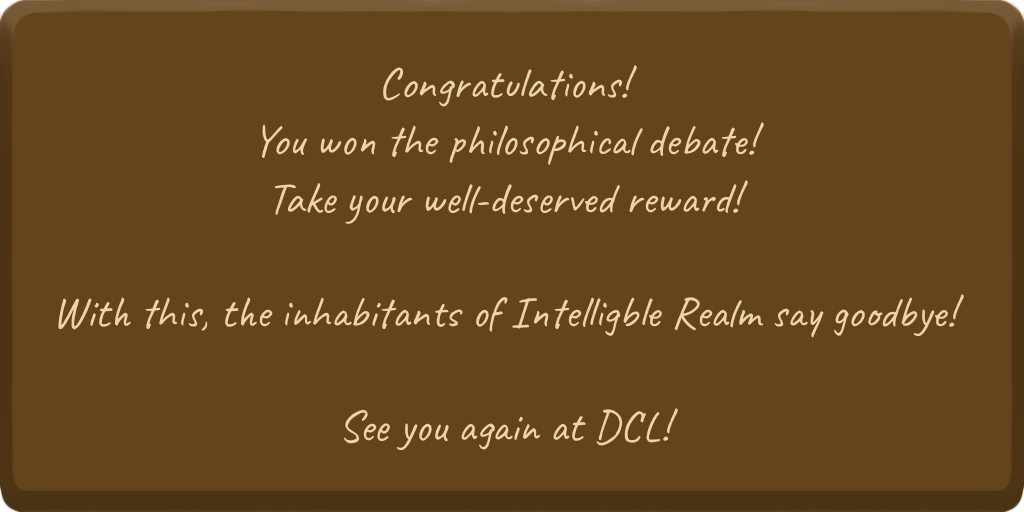 Congratulations!
You won the philosophical debate!
Take your well-deserved reward!
With this, the inhabitants of Intelligble Realm say goodbye!
See you again at DCL!